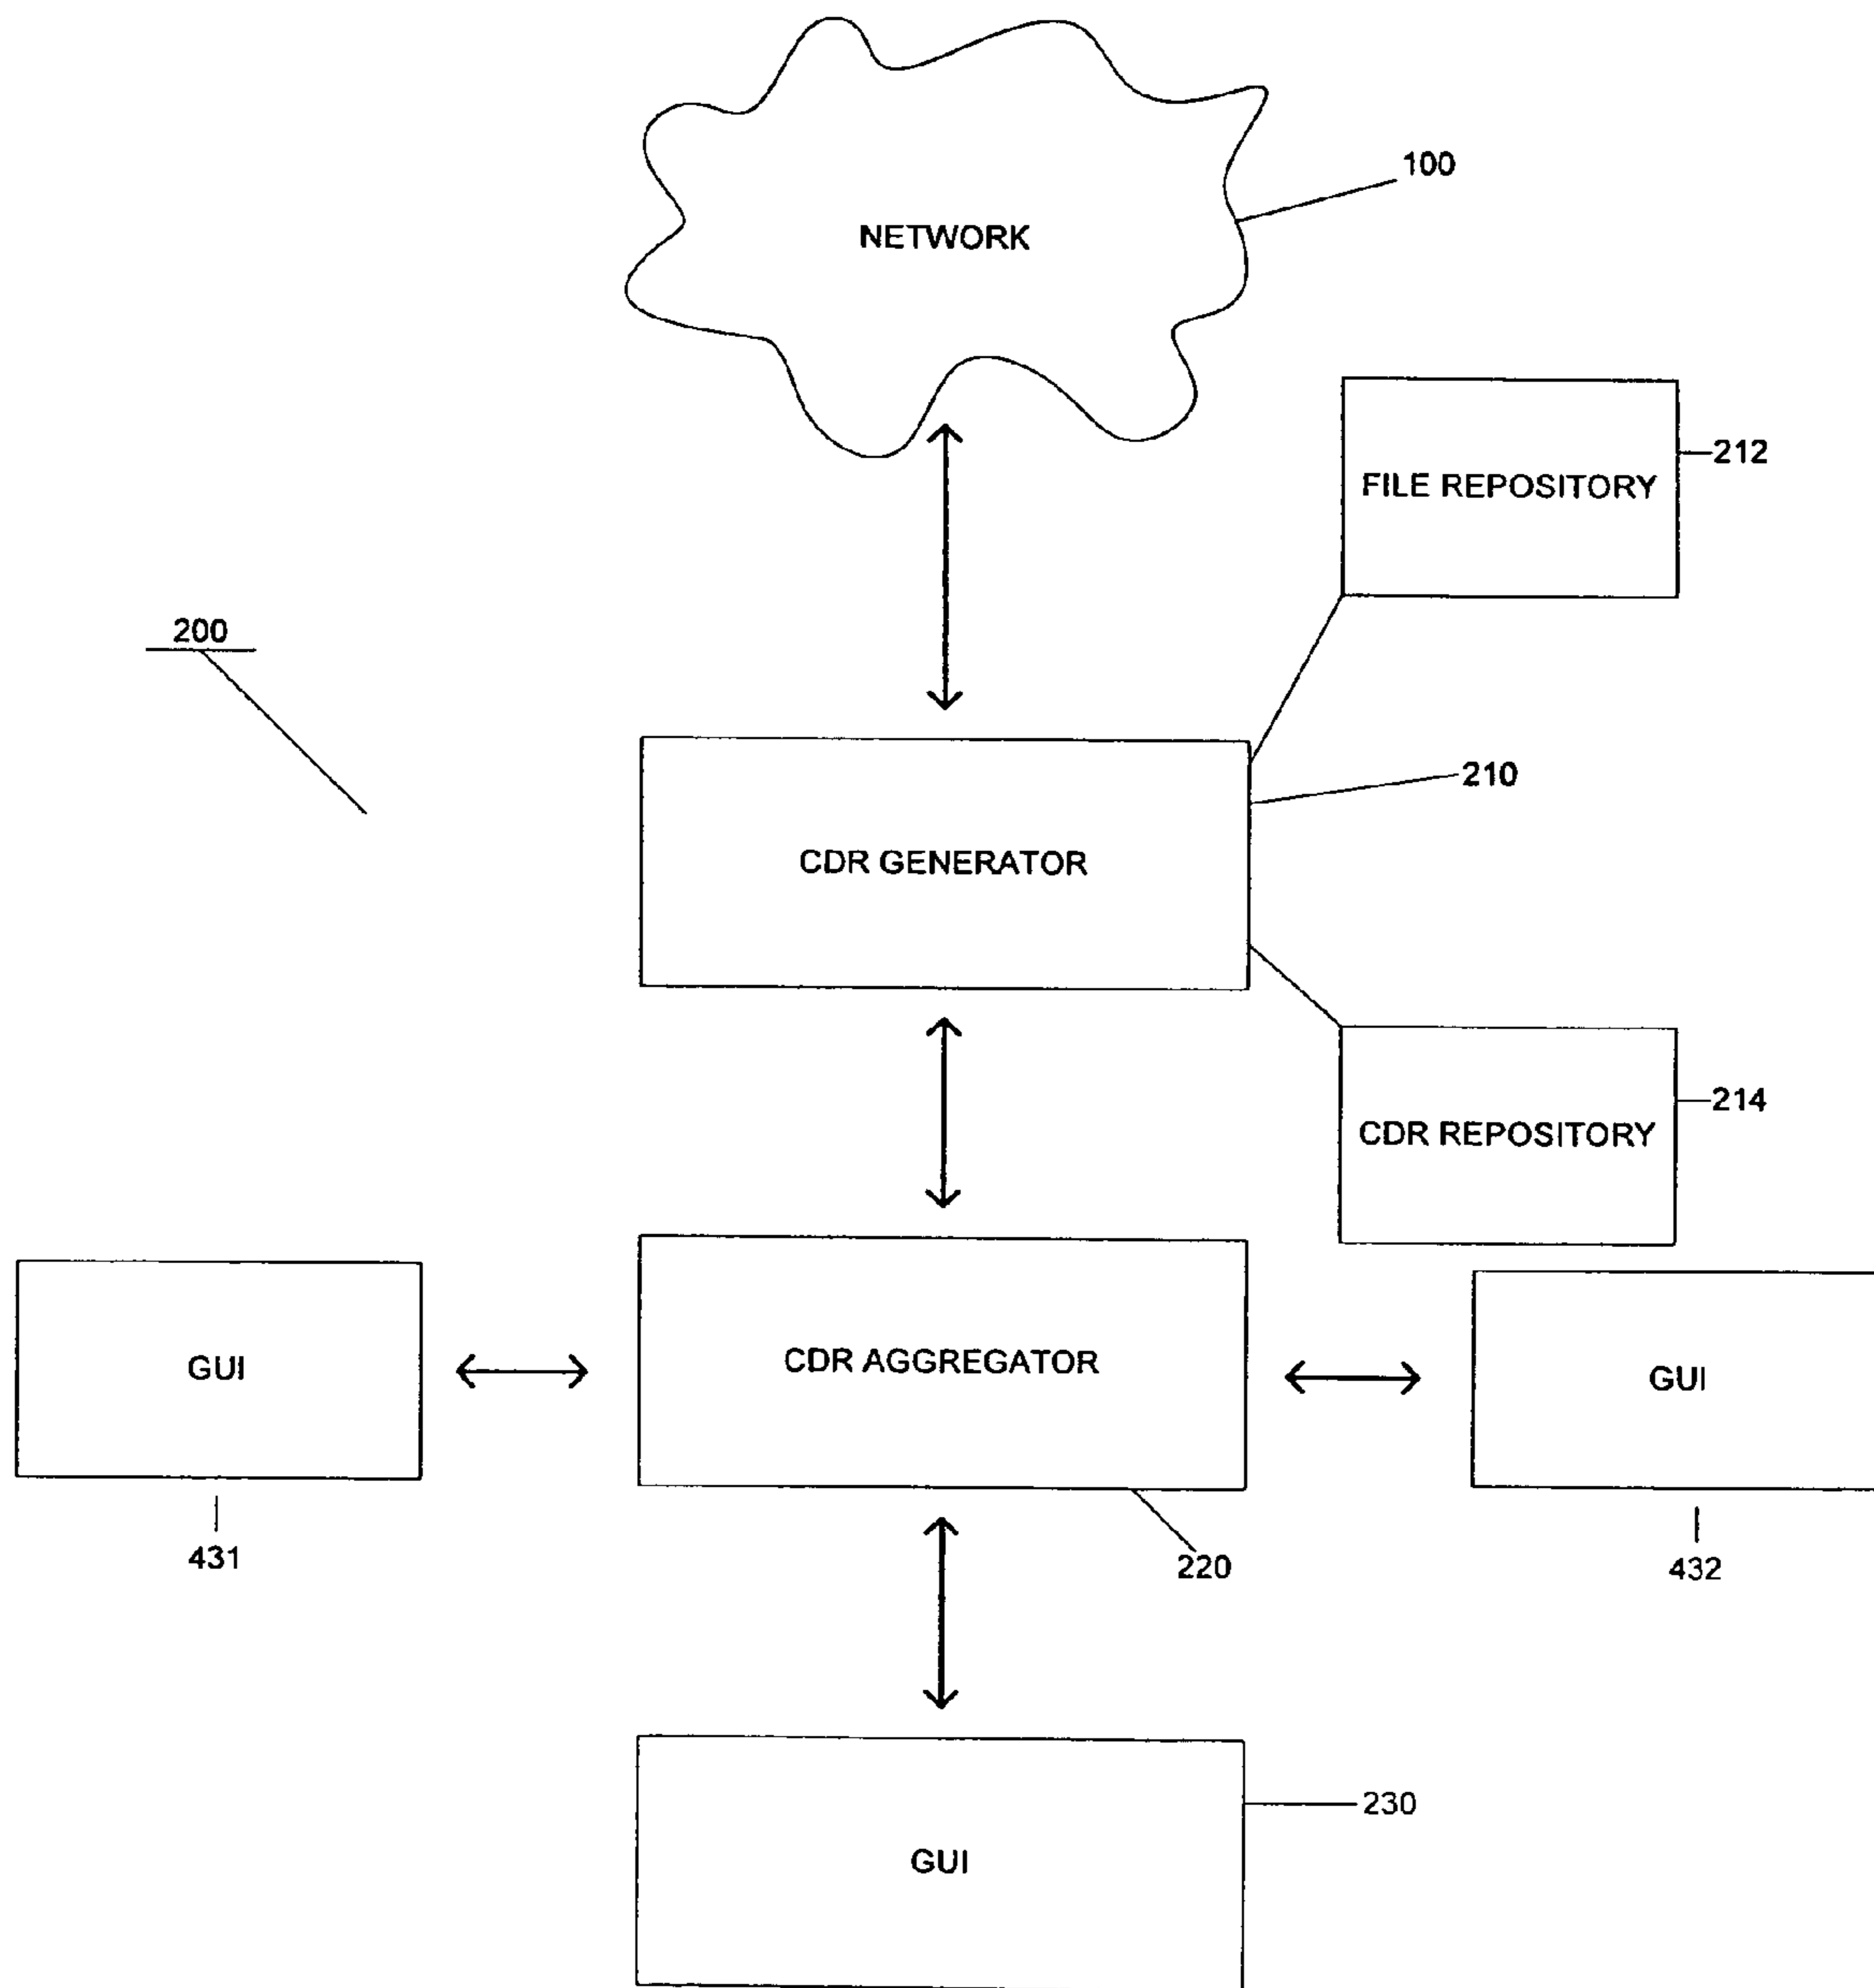 100
NETWORK
212
FILE REPOSITORY
200
210
CDR GENERATOR
214
CDR REPOSITORY
GUI
CDR AGGREGATOR
GUI
431
220
432
230
GUI